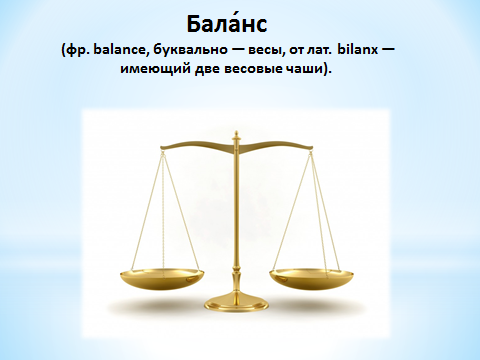 Бала́нс
(фр. balance, буквально — весы, от лат. bilanx —
имеющий две весовые чаши).